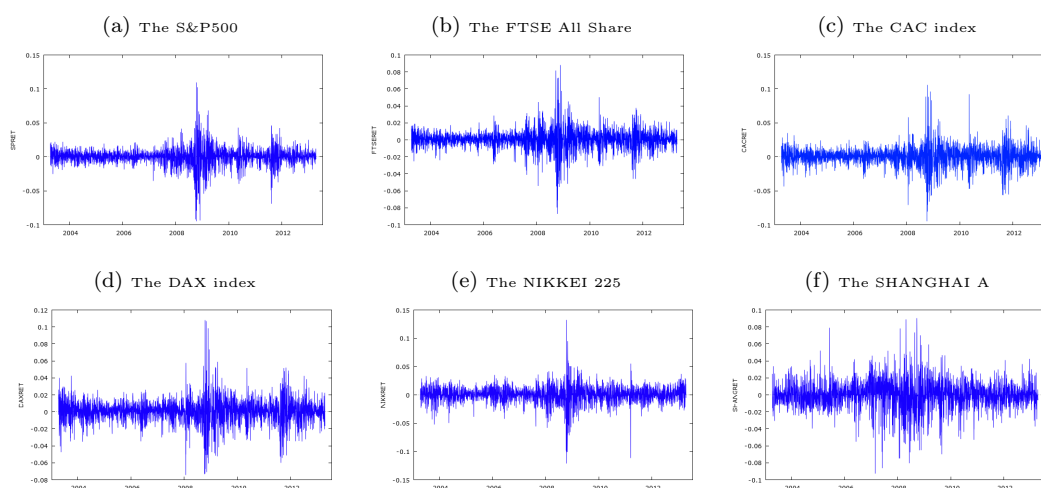 (a) The S&P500
(b) The FTSE All Share
(c) The CAC index
0.15
0.1
0.05
0
-0.05
-0.1
SPRET
2004 2006 2008 2010 2012
0.1
0.08
0.06
0.04
0.02
0
-0.02
-0.04
-0.06
-0.08
-0.1
FTSERET
2004 2006 2008 2010 2012
0.15
0.1
0.05
0
-0.05
-0.1
CACRET
2004 2006 2008 2010 2012
(d) The DAX index
(e) The NIKKEI 225
(f) The SHANGHAI A
0.12
0.1
0.08
0.06
0.04
0.02
0
-0.02
-0.04
-0.06
-0.08
DAXRET
2004 2006 2008 2010 2012
0.15
0.1
0.05
0
-0.05
-0.1
-0.15
NIKKRET
2004 2006 2008 2010 2012
0.1
0.08
0.06
0.04
0.02
0
-0.02
-0.04
-0.06
-0.08
-0.1
SHANGRET
2004 2006 2008 2010 2012